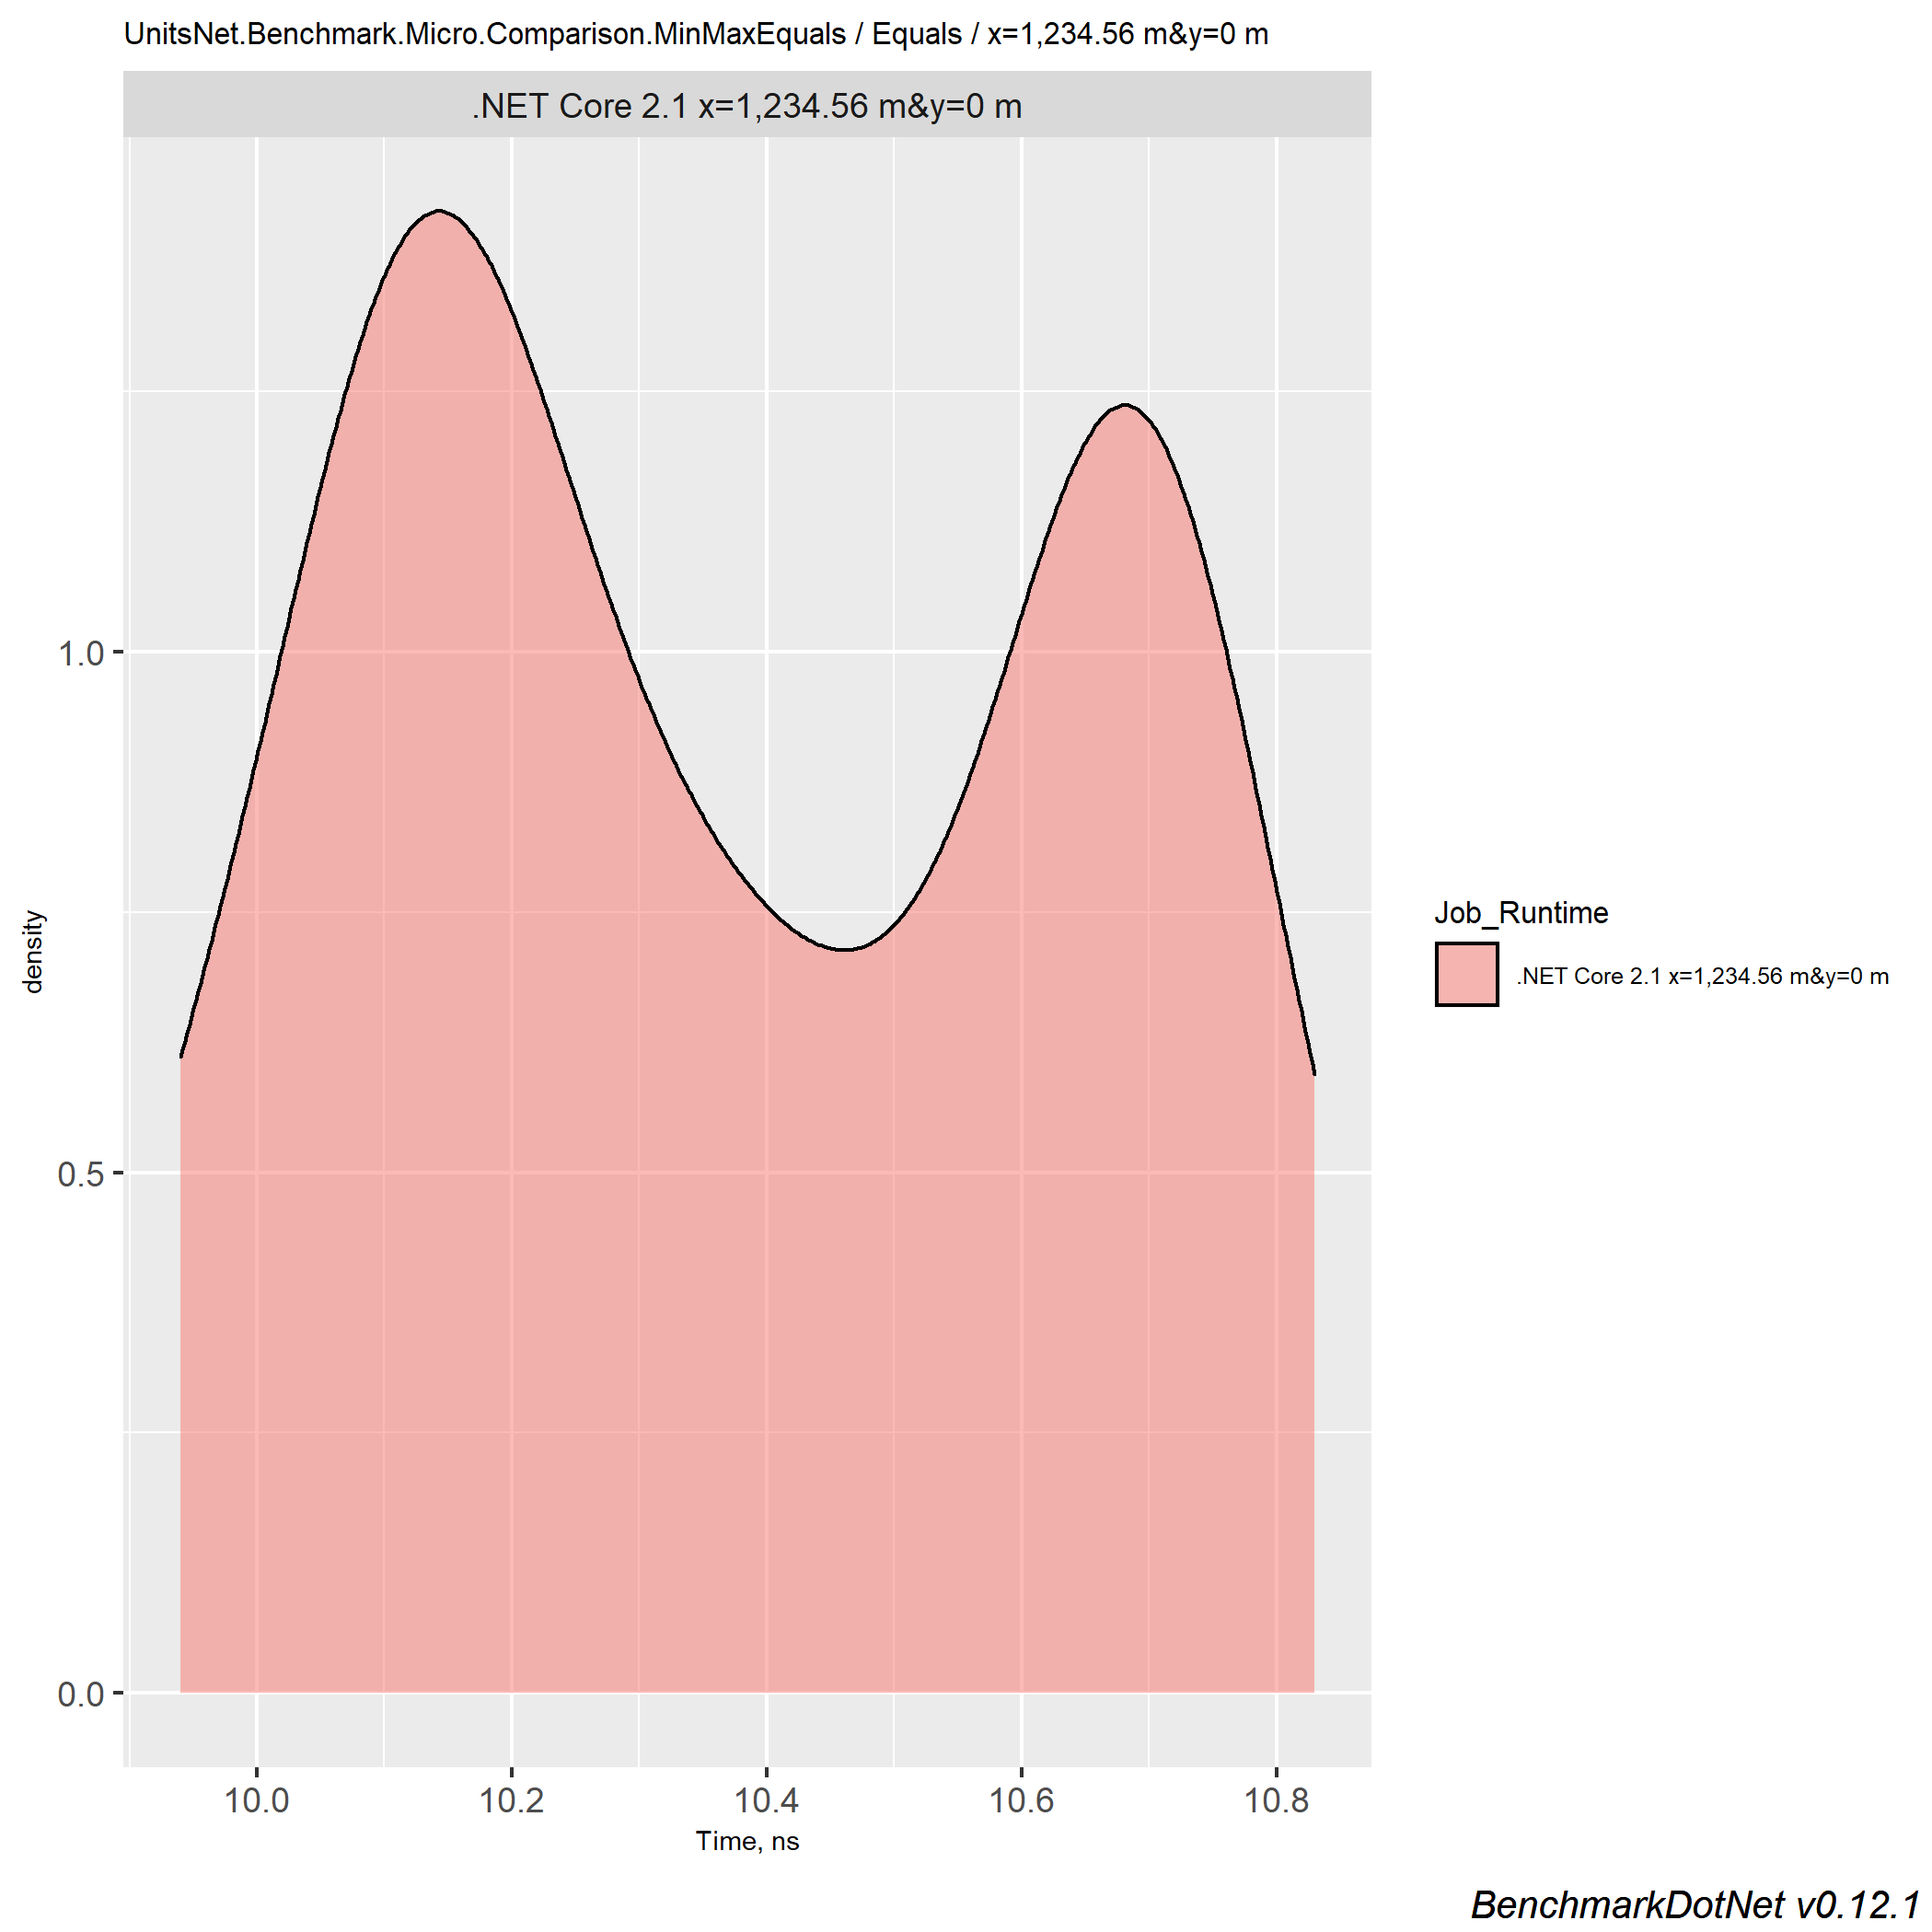 UnitsNet.Benchmark.Micro.Comparison.MinMaxEquals / Equals / x=1,234.56 m&y=0 m
.NET Core 2.1 x=1,234.56 m&y=0 m
1.0
0.5
0.0
density
10.0 10.2 10.4 10.6 10.8
Time, ns
Job_Runtime
.NET Core 2.1 x=1,234.56 m&y=0 m
BenchmarkDotNet v0.12.1